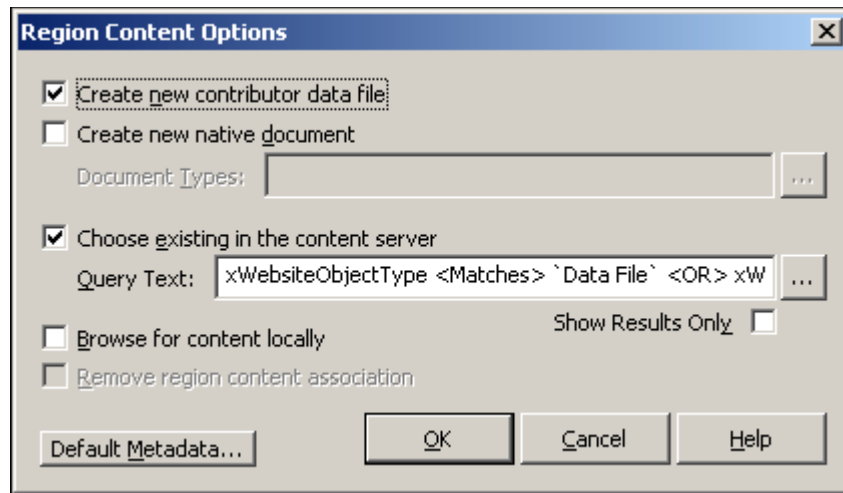 Region Content Options
Create new contributor data file
Create new native document
Document Types:
...
Choose existing in the content server
Query Text: xWebsiteObjectType <Matches> `Data File` <OR> xW ...
Show Results Only
Browse for content locally
Remove region content association
Default Metadata... OK Cancel Help